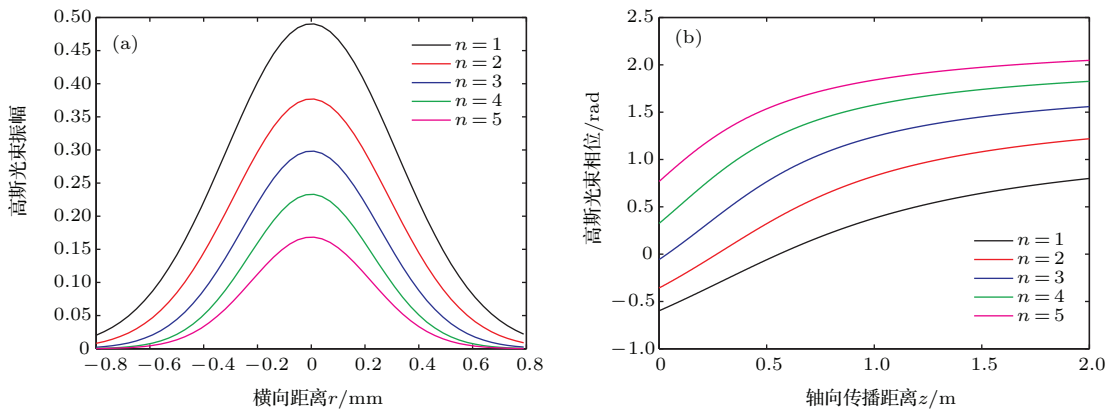 (a)
高斯光束振幅
0.50
0.45
0.40
0.35
0.30
0.25
0.20
0.15
0.10
0.05
0
−0.8 −0.6 −0.4 −0.2 0 0.2 0.4 0.6 0.8
横向距离r/mm
n = 1
n = 2
n = 3
n = 4
n = 5
(b)
高斯光束相位/rad
2.5
2.0
1.5
1.0
0.5
0
−0.5
−1.0
0 0.5 1.0 1.5 2.0
轴向传播距离z/m
n = 1
n = 2
n = 3
n = 4
n = 5